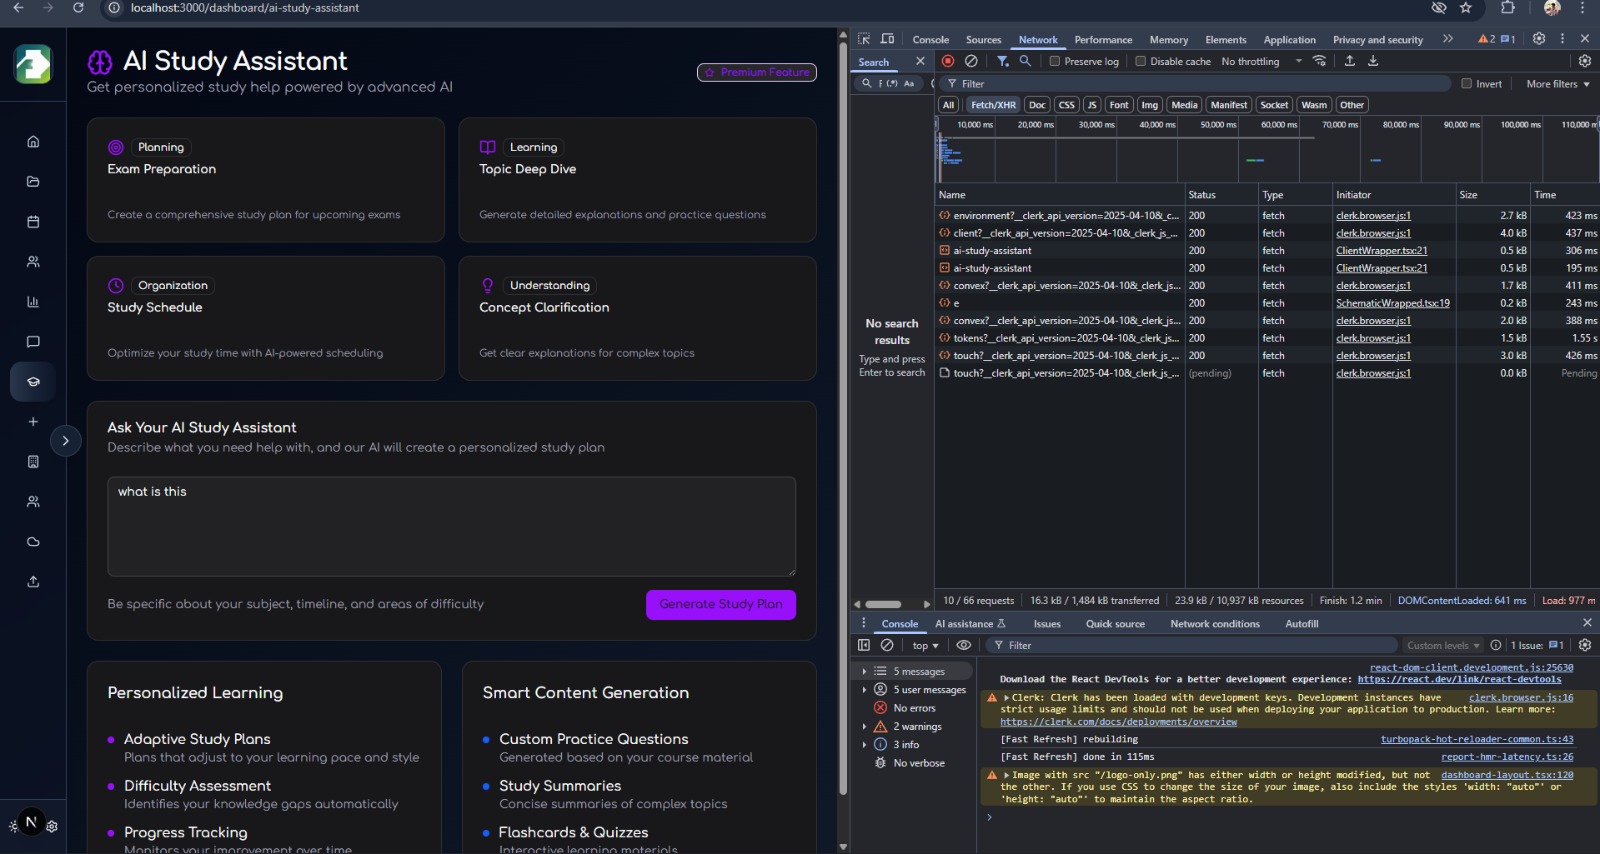 localhost:3000/dashboard/ai-study-assistant
AI Study Assistant
Get personalized study help powered by advanced AI
Premium Feature
Planning
Exam Preparation
Create a comprehensive study plan for upcoming exams
Learning
Topic Deep Dive
Generate detailed explanations and practice questions
Organization
Study Schedule
Optimize your study time with AI-powered scheduling
Understanding
Concept Clarification
Get clear explanations for complex topics
Ask Your AI Study Assistant
Describe what you need help with, and our AI will create a personalized study plan
what is this
Be specific about your subject, timeline, and areas of difficulty
Generate Study Plan
Personalized Learning
Adaptive Study Plans
Plans that adjust to your learning pace and style
Difficulty Assessment
Identifies your knowledge gaps automatically
Progress Tracking
Monitors your improvement over time
Smart Content Generation
Custom Practice Questions
Generated based on your course material
Study Summaries
Concise summaries of complex topics
Flashcards & Quizzes
Interactive learning materials
N
Console Sources Network Performance Memory Elements Application Privacy and security 2 1
Search
F (.*) Aa
No search results
Type and press Enter to search
Preserve log Disable cache No throttling
Filter Invert More filters
All Fetch/XHR Doc CSS JS Font Img Media Manifest Socket Wasm Other
10,000 ms 20,000 ms 30,000 ms 40,000 ms 50,000 ms 60,000 ms 70,000 ms 80,000 ms 90,000 ms 100,000 ms 110,000 m
Name Status Type Initiator Size Time
environment?__clerk_api_version=2025-04-10&_c... 200 fetch clerk.browser.js:1 2.7 kB 423 ms
client?__clerk_api_version=2025-04-10&_clerk_js_... 200 fetch clerk.browser.js:1 4.0 kB 437 ms
ai-study-assistant 200 fetch ClientWrapper.tsx:21 0.5 kB 306 ms
ai-study-assistant 200 fetch ClientWrapper.tsx:21 0.5 kB 195 ms
convex?__clerk_api_version=2025-04-10&_clerk_js... 200 fetch clerk.browser.js:1 1.7 kB 411 ms
e 200 fetch SchematicWrapped.tsx:19 0.2 kB 243 ms
convex?__clerk_api_version=2025-04-10&_clerk_js... 200 fetch clerk.browser.js:1 2.0 kB 388 ms
tokens?__clerk_api_version=2025-04-10&_clerk_js... 200 fetch clerk.browser.js:1 1.5 kB 1.55 s
touch?__clerk_api_version=2025-04-10&_clerk_js_... 200 fetch clerk.browser.js:1 3.0 kB 426 ms
touch?__clerk_api_version=2025-04-10&_clerk_js_... (pending) fetch clerk.browser.js:1 0.0 kB Pending
10 / 66 requests 16.3 kB / 1,484 kB transferred 23.9 kB / 10,937 kB resources Finish: 1.2 min DOMContentLoaded: 641 ms Load: 977 m
Console AI assistance Issues Quick source Network conditions Autofill
top Filter Custom levels 1 Issue: 1
5 messages
5 user messages
No errors
2 warnings
3 info
No verbose
react-dom-client.development.js:25630
Download the React DevTools for a better development experience: https://react.dev/link/react-devtools
Clerk: Clerk has been loaded with development keys. Development instances have clerk.browser.js:16
strict usage limits and should not be used when deploying your application to production. Learn more:
https://clerk.com/docs/deployments/overview
[Fast Refresh] rebuilding turbopack-hot-reloader-common.ts:43
[Fast Refresh] done in 115ms report-hmr-latency.ts:26
Image with src "/logo-only.png" has either width or height modified, but not dashboard-layout.tsx:120
the other. If you use CSS to change the size of your image, also include the styles 'width: "auto"' or
'height: "auto"' to maintain the aspect ratio.